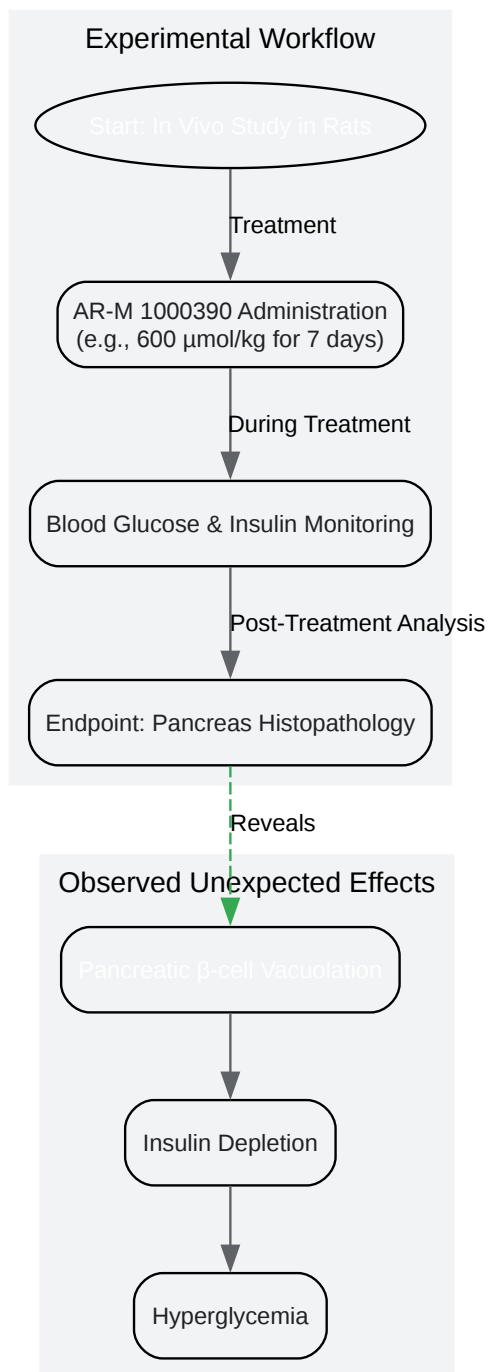 Experimental Workflow
Start: In Vivo Study in Rats
Treatment
AR-M 1000390 Administration
(e.g., 600 µmol/kg for 7 days)
During Treatment
Blood Glucose & Insulin Monitoring
Post-Treatment Analysis
Endpoint: Pancreas Histopathology
Reveals
Observed Unexpected Effects
Pancreatic β-cell Vacuolation
Insulin Depletion
Hyperglycemia